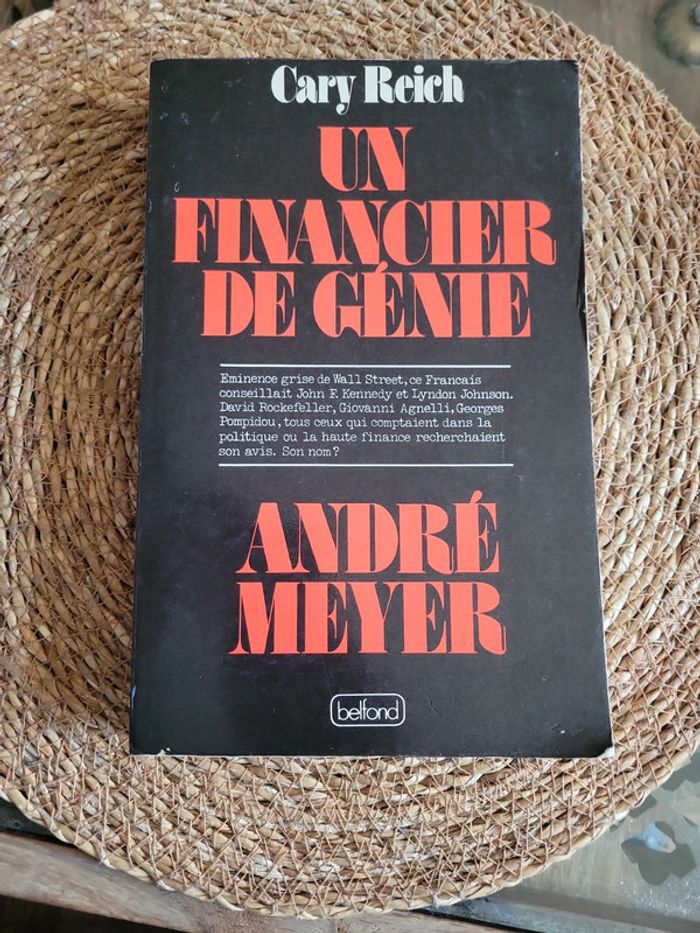 Cary Reich
UN
FINANCIER
DE GÉNIE
Eminence grise de Wall Street, ce Francais
conseillait John F. Kennedy et Lyndon Johnson.
David Rockefeller, Giovanni Agnelli, Georges
Pompidou, tous ceux qui comptaient dans la
politique ou la haute finance recherchaient
son avis. Son nom?
ANDRÉ
MEYER
belfond